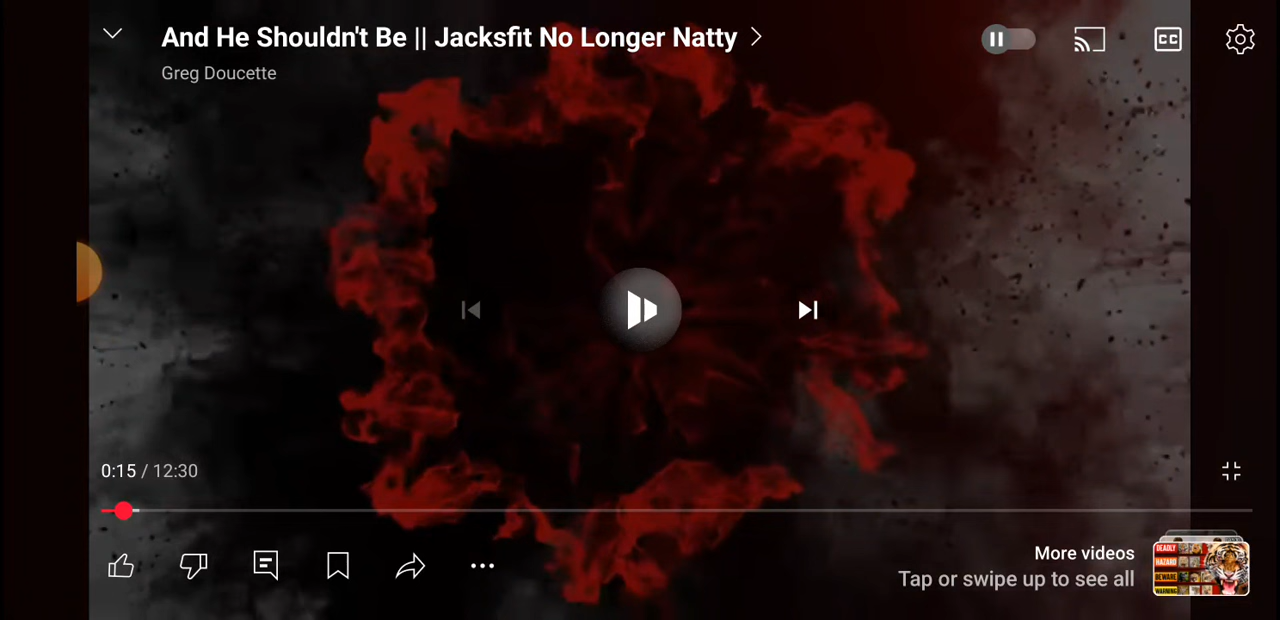 And He Shouldn't Be || Jacksfit No Longer Natty
Greg Doucette
CC
0:15 / 12:30
More videos
Tap or swipe up to see all
DEADLY
HAZARD
BEWARE
WARNING